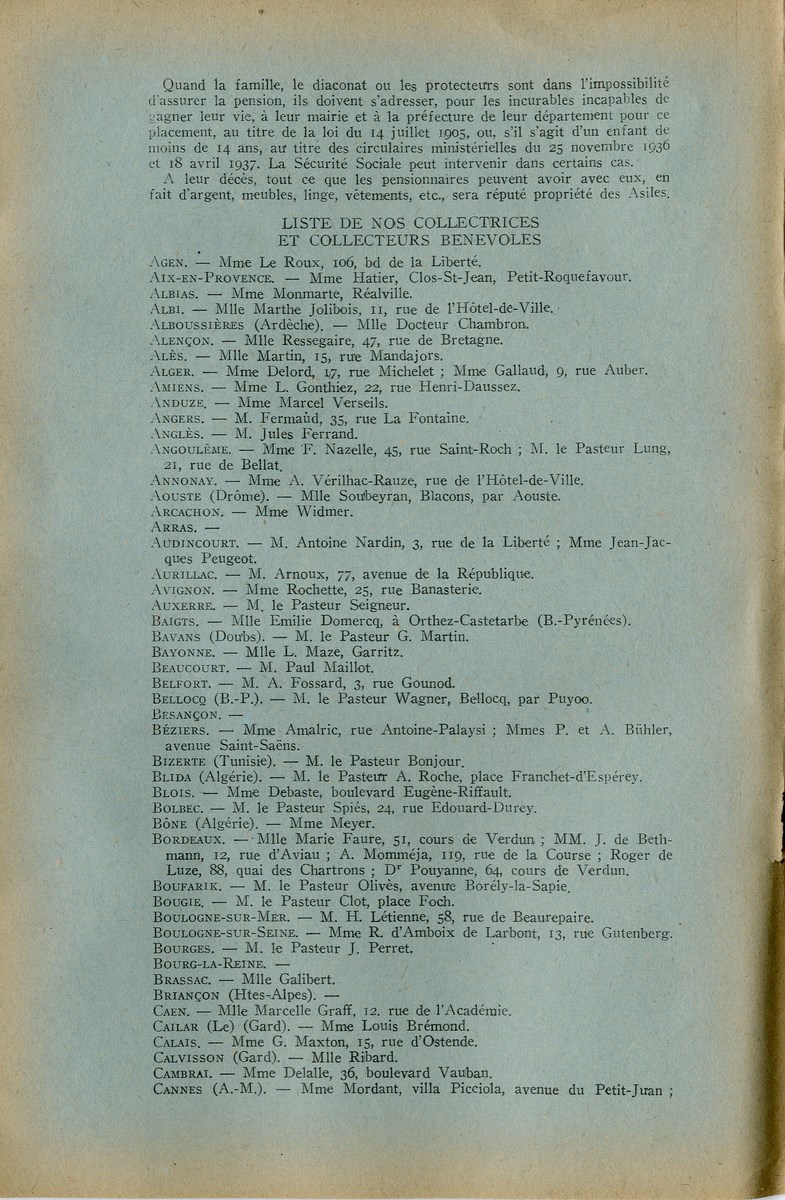 Quand la famille, le diaconat ou les protecteurs sont dans l'impossibilité
d'assurer la pension, ils doivent s'adresser, pour les incurables incapables de
gagner leur vie, à leur mairie et à la préfecture de leur département pour ce
placement, au titre de la loi du 14 juillet 1905, ou, s'il s'agit d'un enfant de
moins de 14 ans, au titre des circulaires ministérielles du 25 novembre 1936
et 18 avril 1937. La Sécurité Sociale peut intervenir dans certains cas.
A leur décès, tout ce que les pensionnaires peuvent avoir avec eux, en
fait d'argent, meubles, linge, vêtements, etc., sera réputé propriété des Asiles.
LISTE DE NOS COLLECTRICES
ET COLLECTEURS BENEVOLES
AGEN. — Mme Le Roux, 106, bd de la Liberté.
AIX-EN-PROVENCE. — Mme Hatier, Clos-St-Jean, Petit-Roquefavour.
ALBIAS. — Mme Monmarte, Réalville.
ALBI. — Mlle Marthe Jolibois, 11, rue de l'Hôtel-de-Ville.
ALBOUSSIÈRES (Ardèche). — Mlle Docteur Chambron.
ALENÇON. — Mlle Ressegaire, 47, rue de Bretagne.
ALÈS. — Mlle Martin, 15, rue Mandajors.
ALGER. — Mme Delord, 17, rue Michelet ; Mme Gallaud, 9, rue Auber.
AMIENS. — Mme L. Gonthiez, 22, rue Henri-Daussez.
ANDUZE. — Mme Marcel Verseils.
ANGERS. — M. Fermaud, 35, rue La Fontaine.
ANGLÈS. — M. Jules Ferrand.
ANGOULÊME. — Mme F. Nazelle, 45, rue Saint-Roch ; M. le Pasteur Lung,
21, rue de Bellat.
ANNONAY. — Mme A. Vérilhac-Rauze, rue de l'Hôtel-de-Ville.
AOUSTE (Drôme). — Mlle Soubeyran, Blacons, par Aouste.
ARCACHON. — Mme Widmer.
ARRAS. —
AUDINCOURT. — M. Antoine Nardin, 3, rue de la Liberté ; Mme Jean-Jac-
ques Peugeot.
AURILLAC. — M. Arnoux, 77, avenue de la République.
AVIGNON. — Mme Rochette, 25, rue Banasterie.
AUXERRE. — M. le Pasteur Seigneur.
BAIGTS. — Mlle Emilie Domercq, à Orthez-Castetarbe (B.-Pyrénées).
BAVANS (Doubs). — M. le Pasteur G. Martin.
BAYONNE. — Mlle L. Maze, Garritz.
BEAUCOURT. — M. Paul Maillot.
BELFORT. — M. A. Fossard, 3, rue Gounod.
BELLOCQ (B.-P.). — M. le Pasteur Wagner, Bellocq, par Puyoo.
BESANÇON. —
BÉZIERS. — Mme Amalric, rue Antoine-Palaysi ; Mmes P. et A. Bühler,
avenue Saint-Saëns.
BIZERTE (Tunisie). — M. le Pasteur Bonjour.
BLIDA (Algérie). — M. le Pasteur A. Roche, place Franchet-d'Espérey.
BLOIS. — Mme Debaste, boulevard Eugène-Riffault.
BOLBEC. — M. le Pasteur Spiés, 24, rue Edouard-Durey.
BÔNE (Algérie). — Mme Meyer.
BORDEAUX. — Mlle Marie Faure, 51, cours de Verdun ; MM. J. de Beth-
mann, 12, rue d'Aviau ; A. Momméja, 119, rue de la Course ; Roger de
Luze, 88, quai des Chartrons ; Dr Pouyanne, 64, cours de Verdun.
BOUFARIK. — M. le Pasteur Olivès, avenue Borély-la-Sapie.
BOUGIE. — M. le Pasteur Clot, place Foch.
BOULOGNE-SUR-MER. — M. H. Létienne, 58, rue de Beaurepaire.
BOULOGNE-SUR-SEINE. — Mme R. d'Amboix de Larbont, 13, rue Gutenberg.
BOURGES. — M. le Pasteur J. Perret.
BOURG-LA-REINE. —
BRASSAC. — Mlle Galibert.
BRIANÇON (Htes-Alpes). —
CAEN. — Mlle Marcelle Graff, 12. rue de l'Académie.
CAILAR (Le) (Gard). — Mme Louis Brémond.
CALAIS. — Mme G. Maxton, 15, rue d'Ostende.
CALVISSON (Gard). — Mlle Ribard.
CAMBRAI. — Mme Delalle, 36, boulevard Vauban.
CANNES (A.-M.). — Mme Mordant, villa Picciola, avenue du Petit-Juan ;